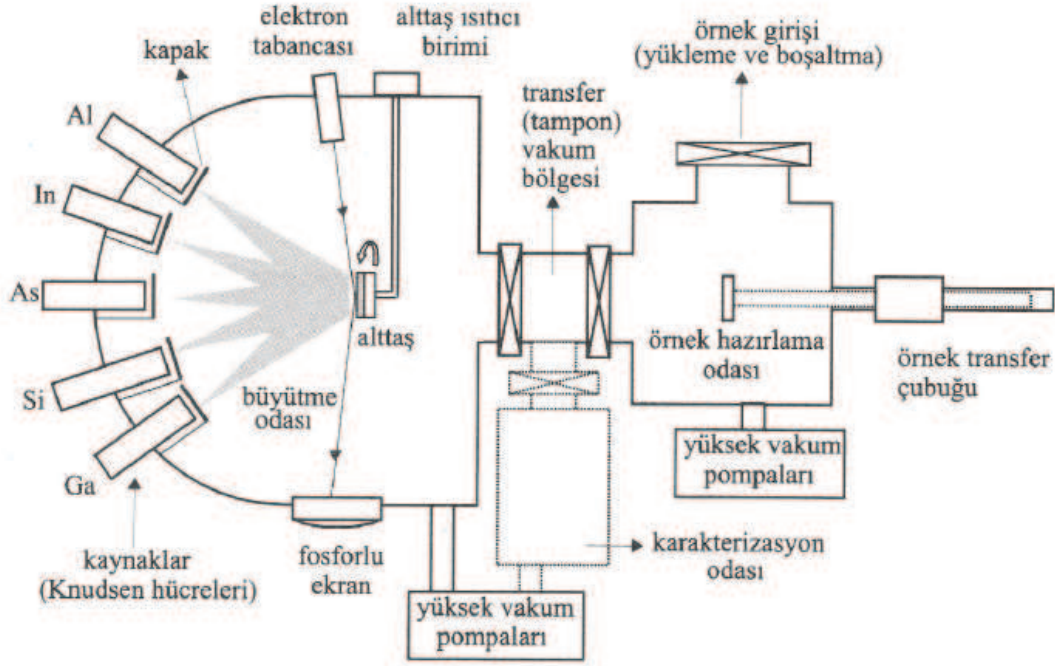 elektron
tabancası
alttaş ısıtıcı
birimi
örnek girişi
(yükleme ve boşaltma)
kapak
transfer
(tampon)
vakum
bölgesi
Al
In
As
Si
Ga
alttaş
büyütme
odası
örnek hazırlama
odası
örnek transfer
çubuğu
yüksek vakum
pompaları
kaynaklar
(Knudsen hücreleri)
fosforlu
ekran
karakterizasyon
odası
yüksek vakum
pompaları